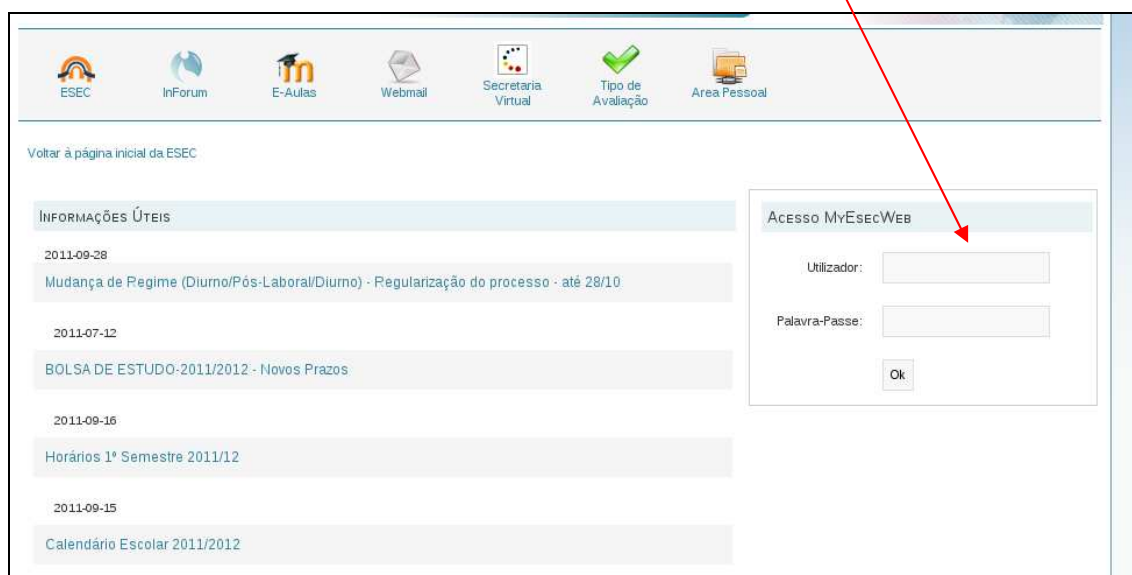 ESEC
InForum
E-Aulas
Webmail
Secretaria
Virtual
Tipo de
Avaliação
Area Pessoal
Voltar à página inicial da ESEC
INFORMAÇÕES ÚTEIS
2011-09-28
Mudança de Regime (Diurno/Pós-Laboral/Diurno) - Regularização do processo - até 28/10
2011-07-12
BOLSA DE ESTUDO-2011/2012 - Novos Prazos
2011-09-16
Horários 1º Semestre 2011/12
2011-09-15
Calendário Escolar 2011/2012
ACESSO MYESECWEB
Utilizador:
Palavra-Passe:
Ok